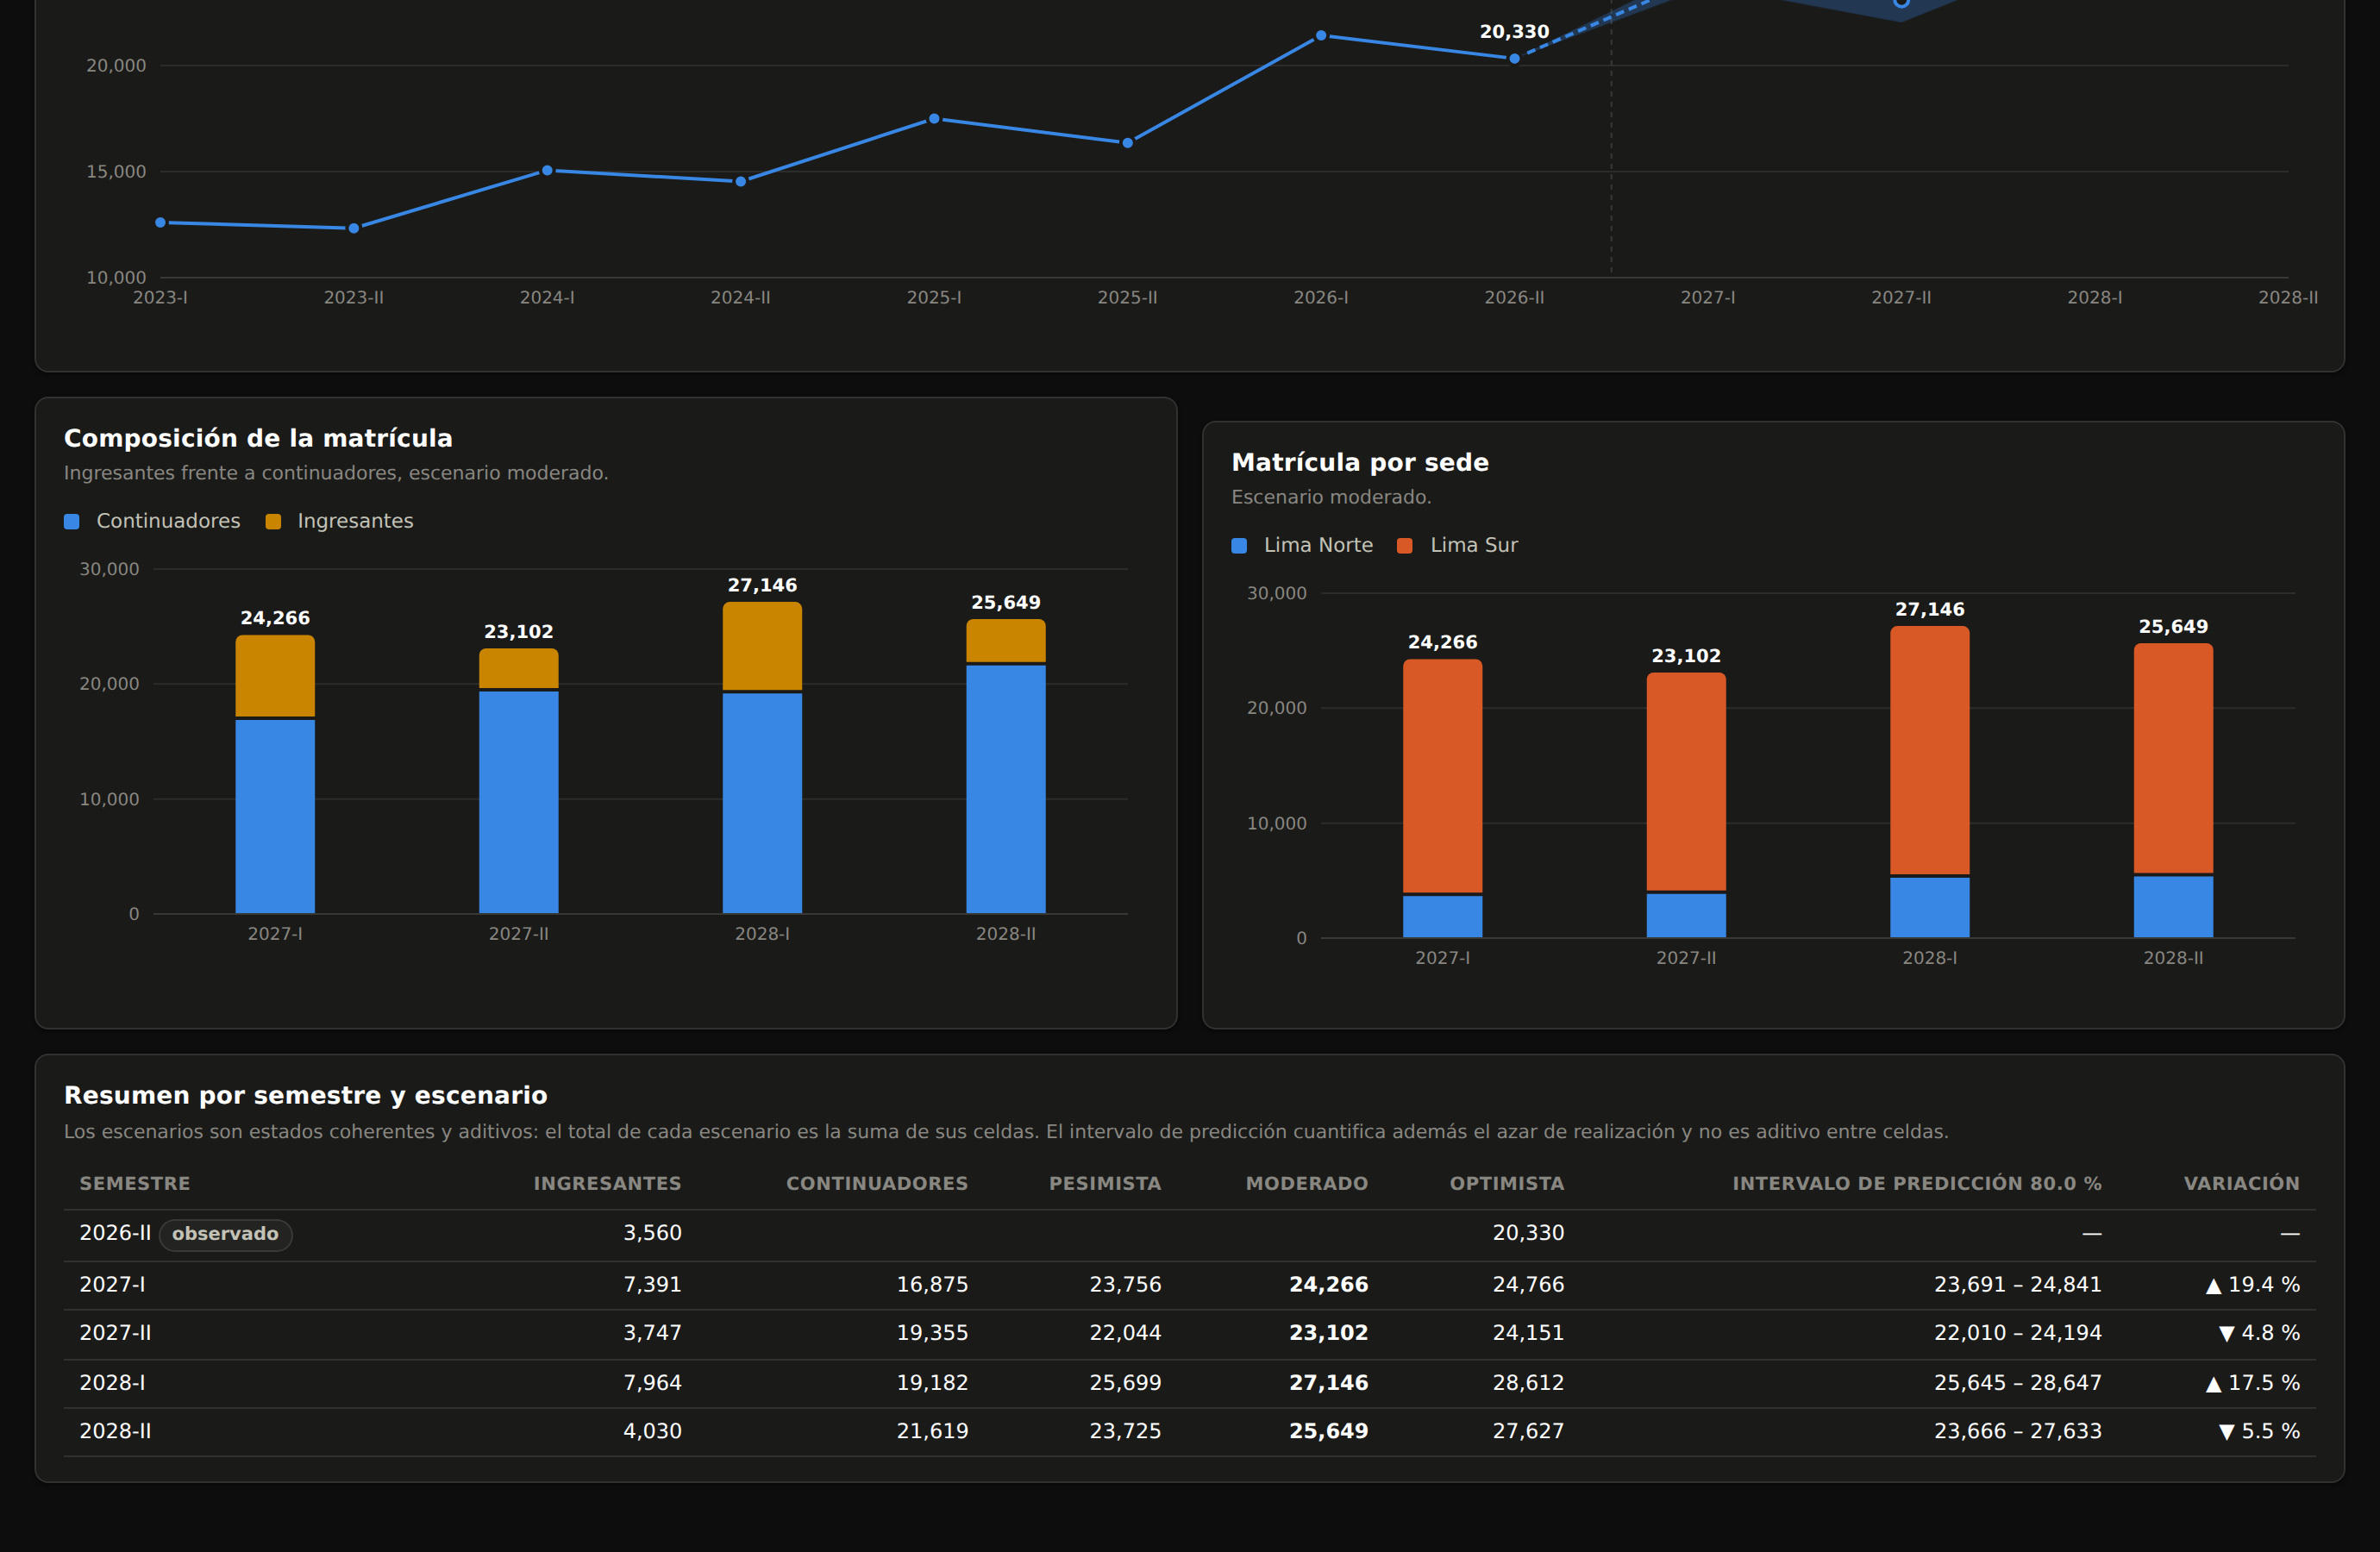 20,330
20,000
15,000
10,000
2023-I 2023-II 2024-I 2024-II 2025-I 2025-II 2026-I 2026-II 2027-I 2027-II 2028-I 2028-II
Composición de la matrícula
Ingresantes frente a continuadores, escenario moderado.
Continuadores Ingresantes
30,000
27,146
25,649
24,266
23,102
20,000
10,000
0
2027-I 2027-II 2028-I 2028-II
Matrícula por sede
Escenario moderado.
Lima Norte Lima Sur
30,000
27,146
25,649
24,266
23,102
20,000
10,000
0
2027-I 2027-II 2028-I 2028-II
Resumen por semestre y escenario
Los escenarios son estados coherentes y aditivos: el total de cada escenario es la suma de sus celdas. El intervalo de predicción cuantifica además el azar de realización y no es aditivo entre celdas.
SEMESTRE INGRESANTES CONTINUADORES PESIMISTA MODERADO OPTIMISTA INTERVALO DE PREDICCIÓN 80.0 % VARIACIÓN
2026-II observado 3,560 20,330 — —
2027-I 7,391 16,875 23,756 24,266 24,766 23,691 – 24,841 ▲ 19.4 %
2027-II 3,747 19,355 22,044 23,102 24,151 22,010 – 24,194 ▼ 4.8 %
2028-I 7,964 19,182 25,699 27,146 28,612 25,645 – 28,647 ▲ 17.5 %
2028-II 4,030 21,619 23,725 25,649 27,627 23,666 – 27,633 ▼ 5.5 %